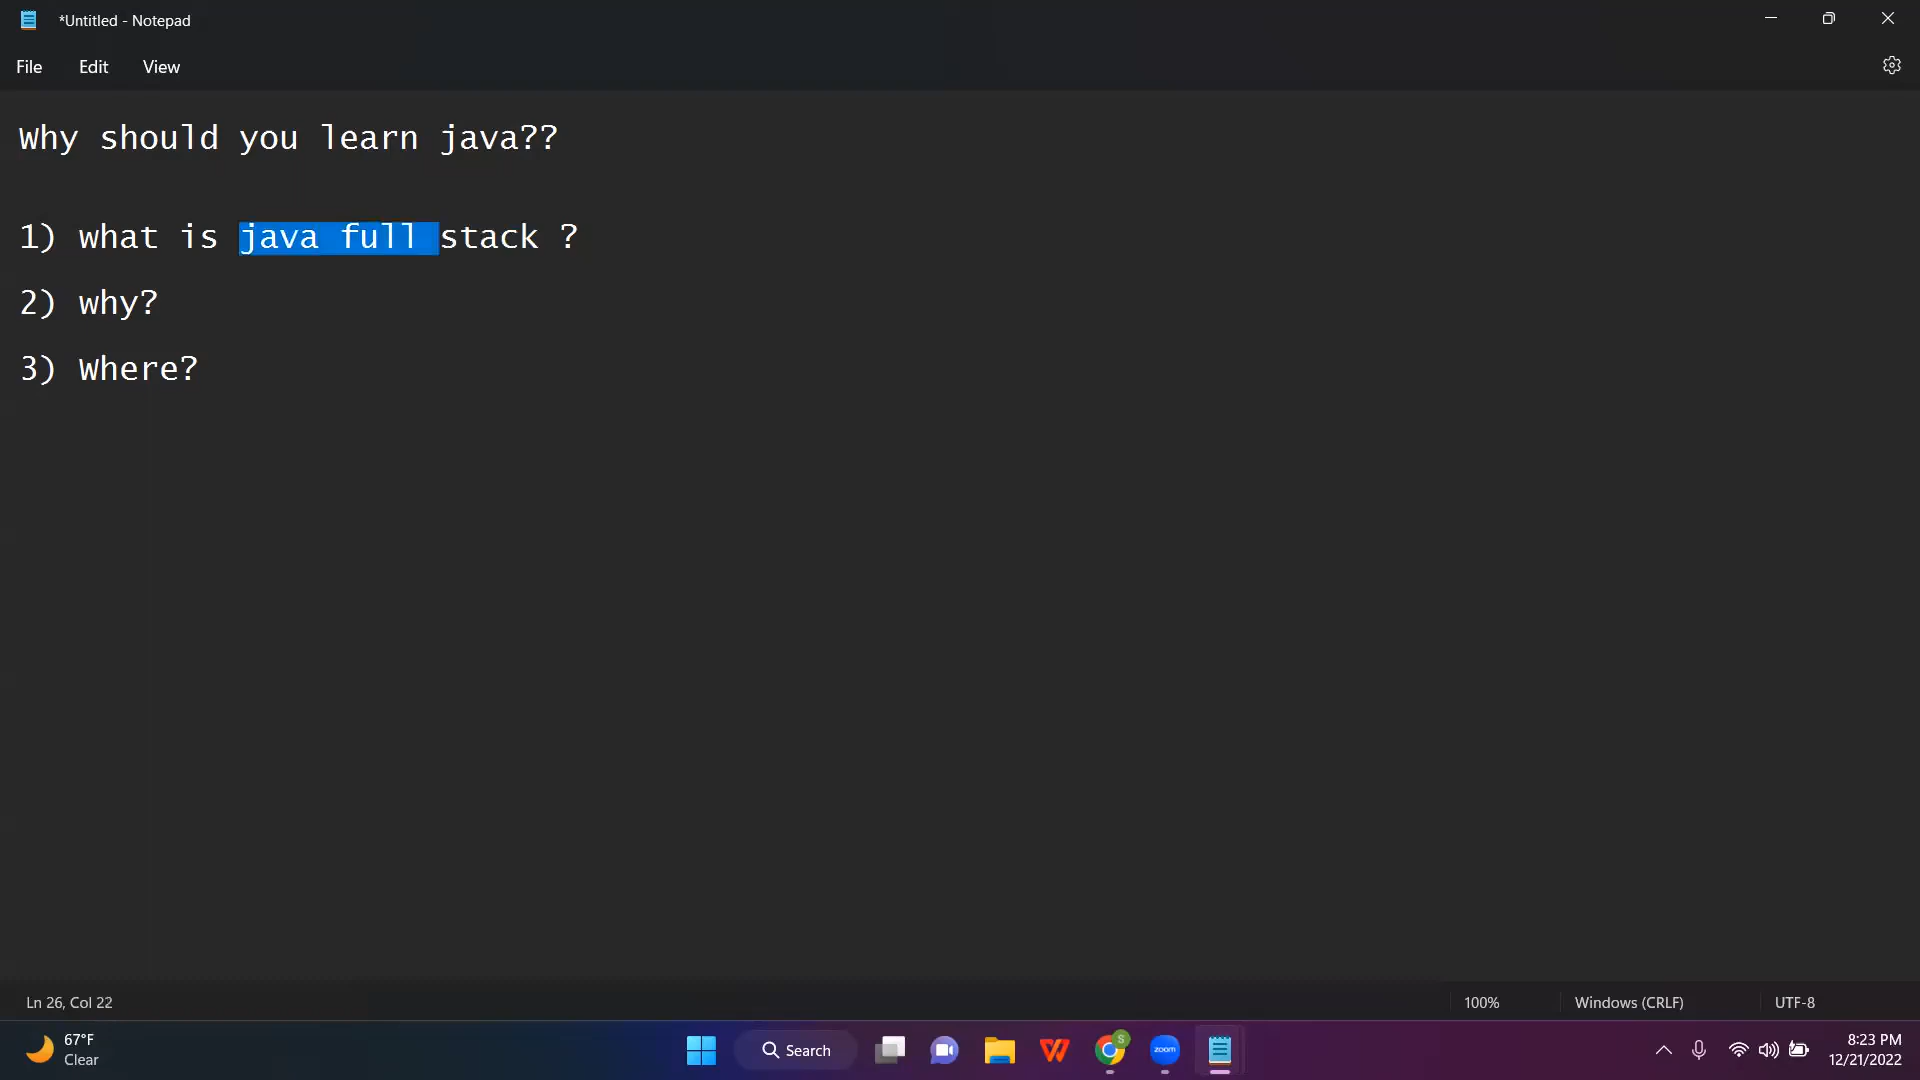 *Untitled - Notepad
File Edit View
Why should you learn java??
1) what is java full stack ?
2) why?
3) Where?
Ln 26, Col 22 100% Windows (CRLF) UTF-8
67°F
Clear
Search
S
zoom
8:23 PM
12/21/2022